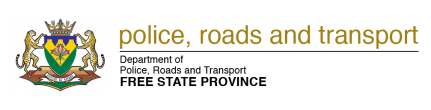 police, roads and transport
Department of
Police, Roads and Transport
FREE STATE PROVINCE